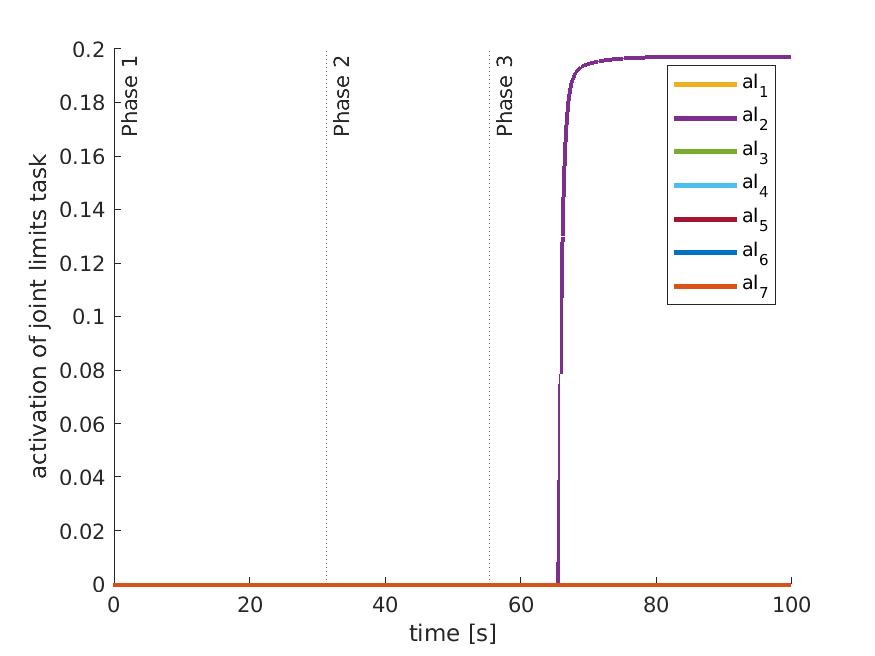 activation of joint limits task
0.2
0.18
0.16
0.14
0.12
0.1
0.08
0.06
0.04
0.02
0
Phase 1
Phase 2
Phase 3
al1
al2
al3
al4
al5
al6
al7
0 20 40 60 80 100
time [s]